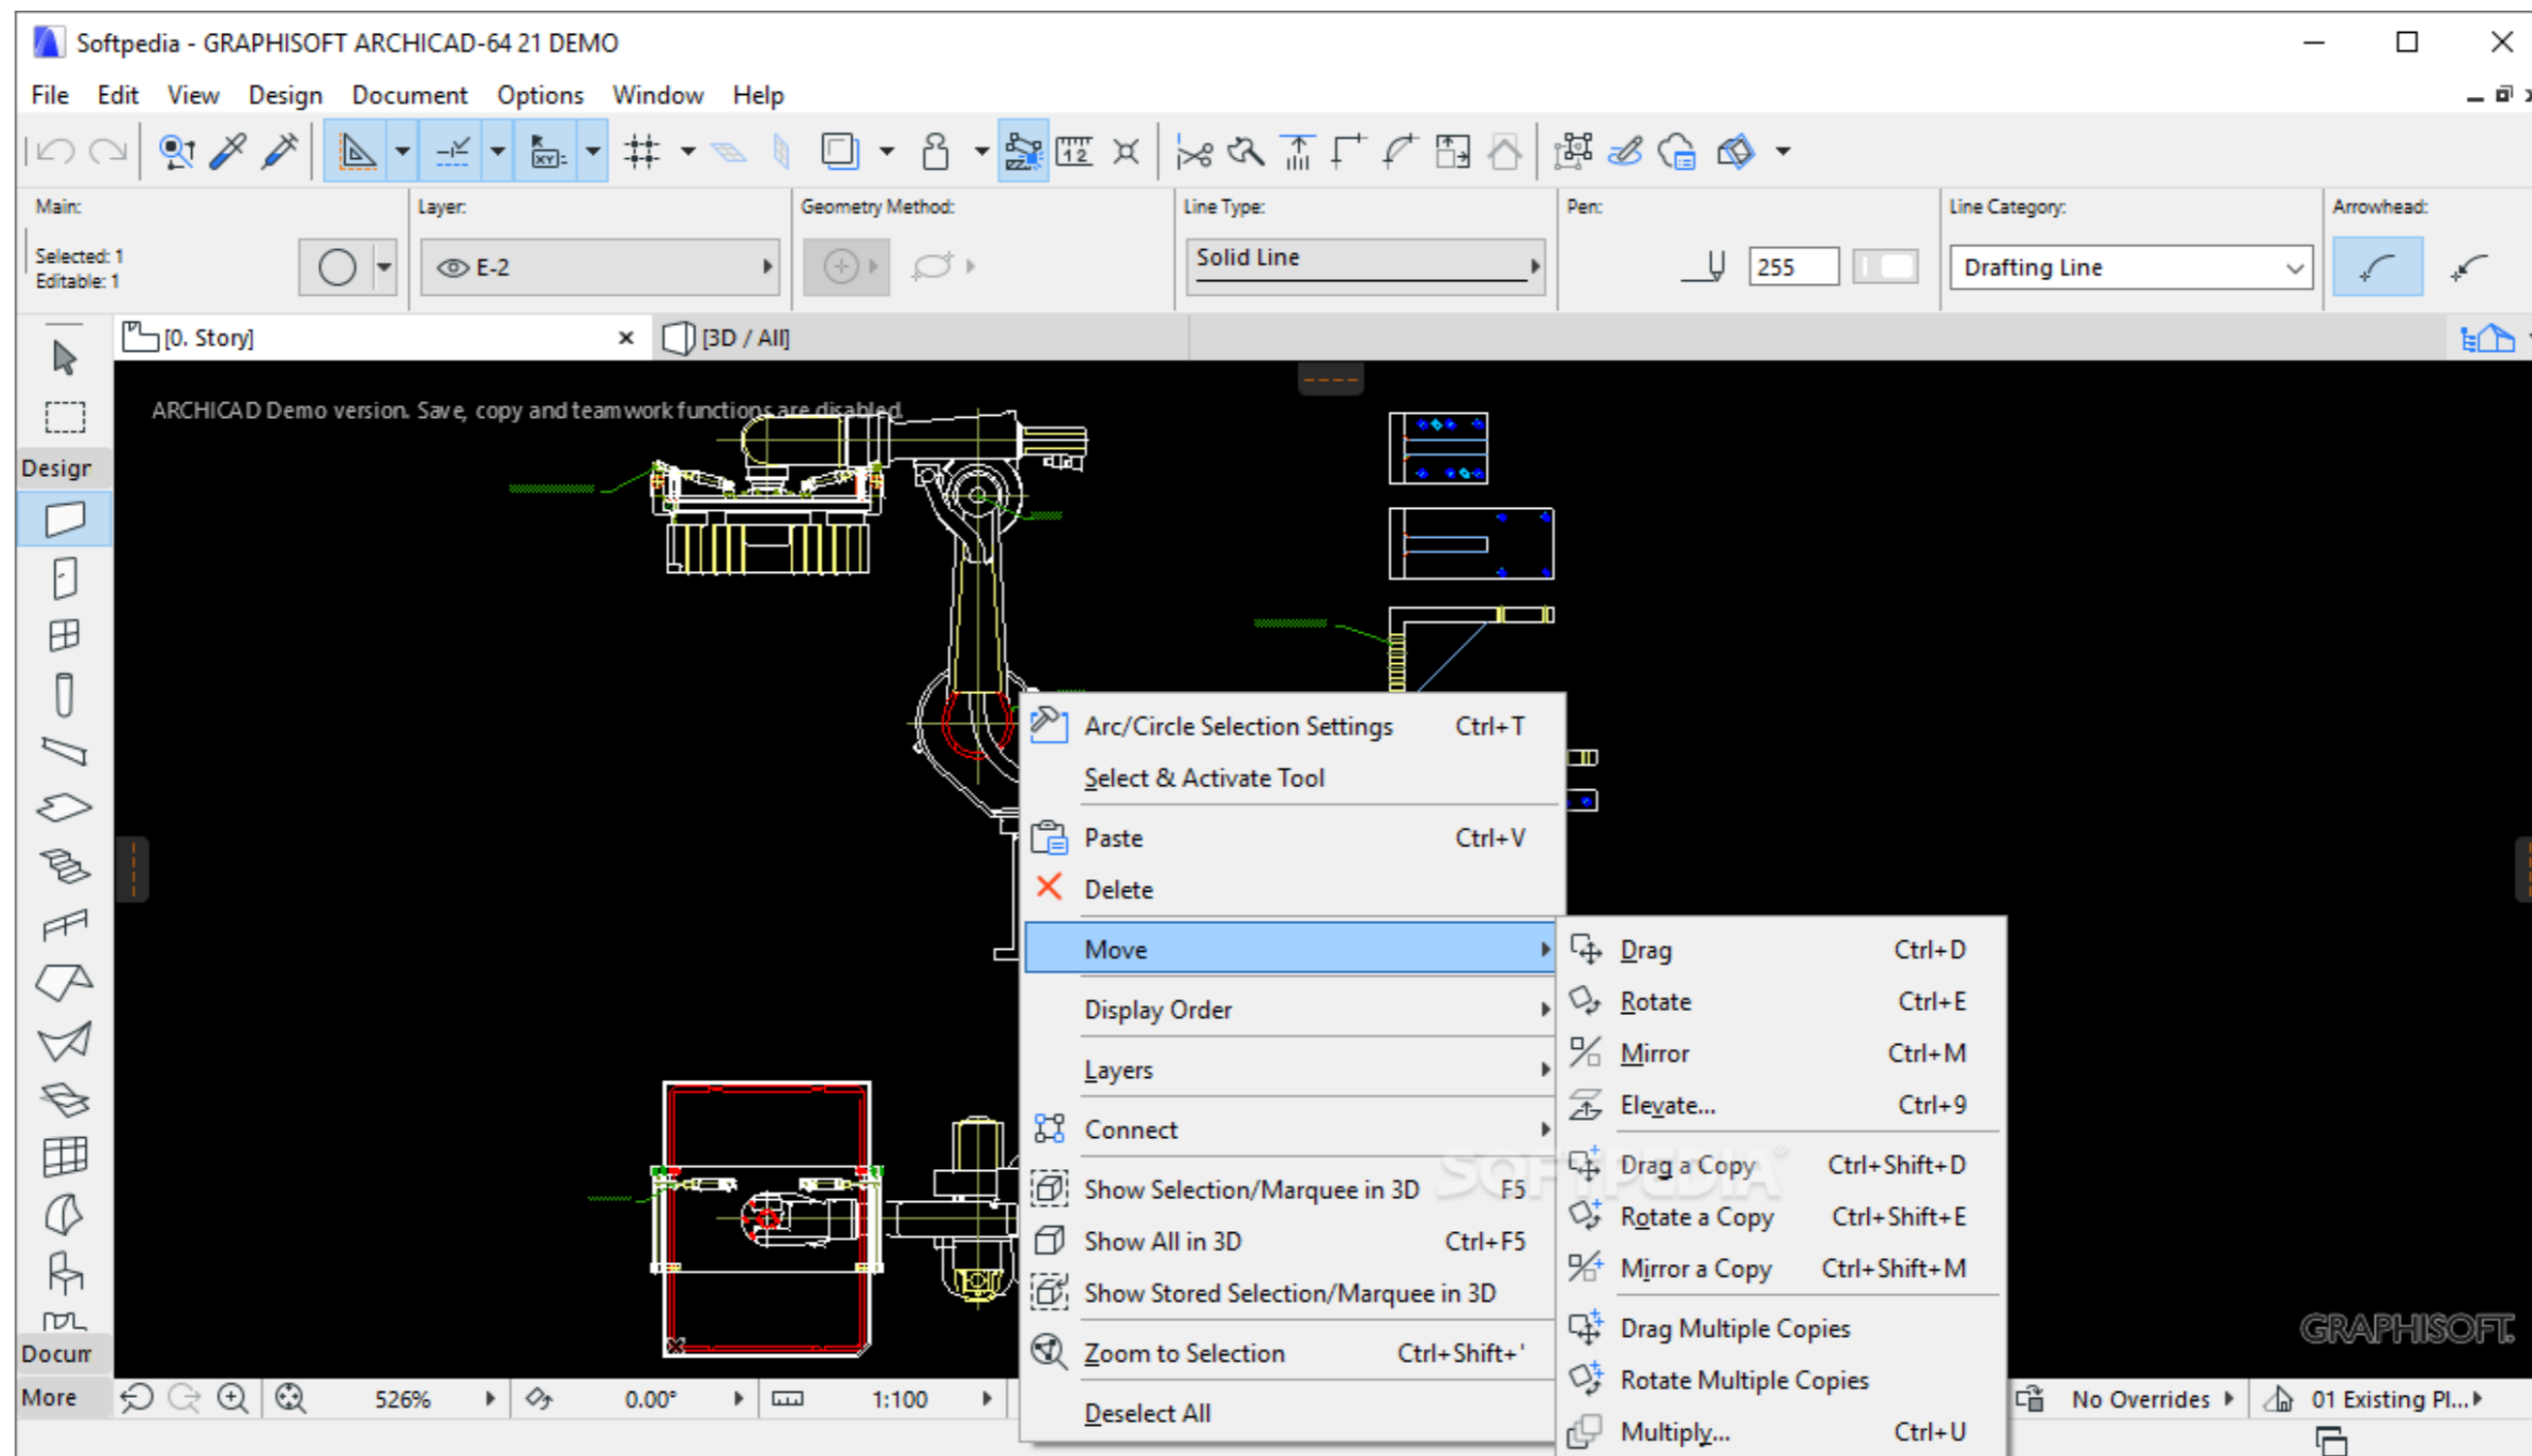 Softpedia - GRAPHISOFT ARCHICAD-64 21 DEMO
File Edit View Design Document Options Window Help
Main: Layer: Geometry Method: Line Type: Pen: Line Category: Arrowhead:
Selected: 1
Editable: 1
E-2
Solid Line
255
Drafting Line
[0. Story] [3D / All]
ARCHICAD Demo version. Save, copy and teamwork functions are disabled.
Design
Arc/Circle Selection Settings Ctrl+T
Select & Activate Tool
Paste Ctrl+V
Delete
Move
Display Order
Layers
Connect
Show Selection/Marquee in 3D F5
Show All in 3D Ctrl+F5
Show Stored Selection/Marquee in 3D
Zoom to Selection Ctrl+Shift+'
Deselect All
Drag Ctrl+D
Rotate Ctrl+E
Mirror Ctrl+M
Elevate... Ctrl+9
Drag a Copy Ctrl+Shift+D
Rotate a Copy Ctrl+Shift+E
Mirror a Copy Ctrl+Shift+M
Drag Multiple Copies
Rotate Multiple Copies
Multiply... Ctrl+U
SOFTPEDIA®
GRAPHISOFT.
Docum
More
526% 0.00° 1:100 No Overrides 01 Existing Pl...